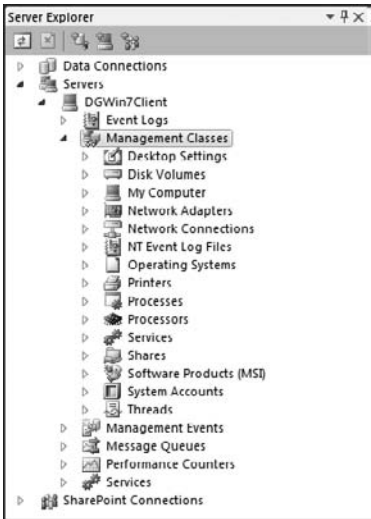 Server Explorer
Data Connections
Servers
DGWin7Client
Event Logs
Management Classes
Desktop Settings
Disk Volumes
My Computer
Network Adapters
Network Connections
NT Event Log Files
Operating Systems
Printers
Processes
Processors
Services
Shares
Software Products (MSI)
System Accounts
Threads
Management Events
Message Queues
Performance Counters
Services
SharePoint Connections